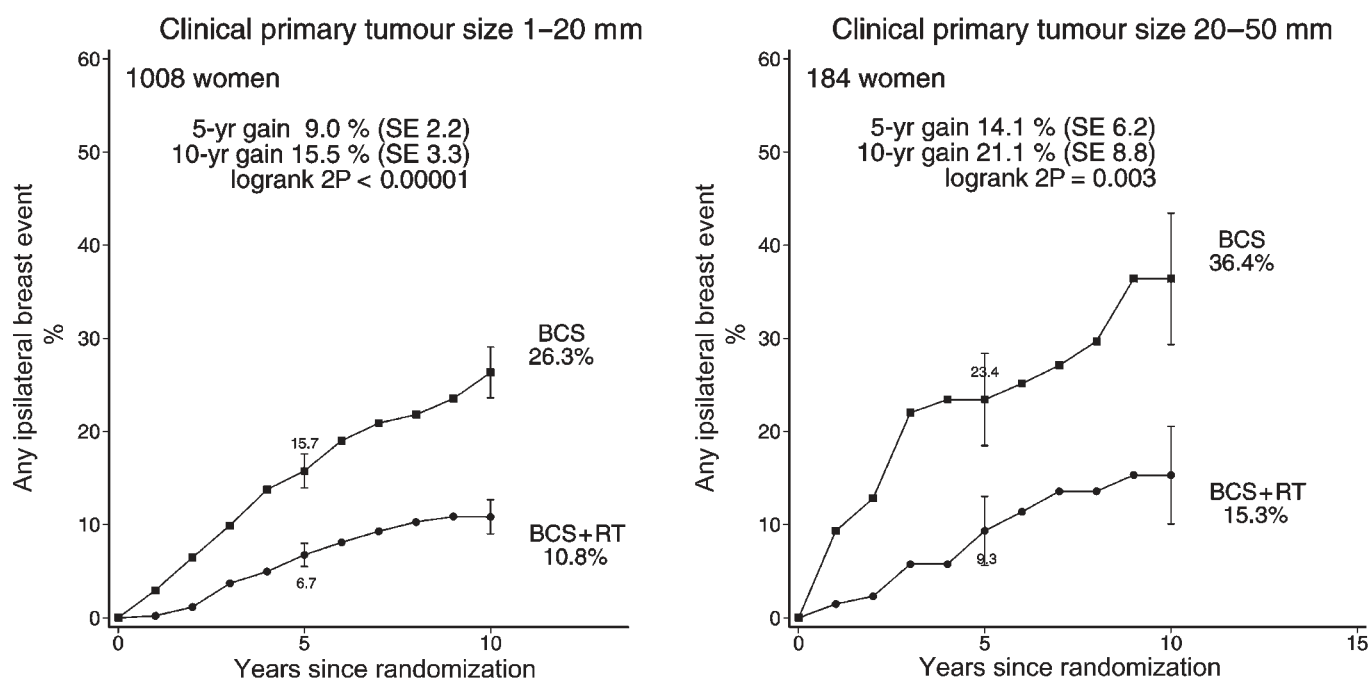 Clinical primary tumour size 1–20 mm
1008 women
5-yr gain 9.0 % (SE 2.2)
10-yr gain 15.5 % (SE 3.3)
logrank 2P < 0.00001
Any ipsilateral breast event
%
60
50
40
30
20
10
0
BCS
26.3%
15.7
BCS+RT
10.8%
6.7
0 5 10
Years since randomization
Clinical primary tumour size 20–50 mm
184 women
5-yr gain 14.1 % (SE 6.2)
10-yr gain 21.1 % (SE 8.8)
logrank 2P = 0.003
Any ipsilateral breast event
%
60
50
40
30
20
10
0
BCS
36.4%
23.4
BCS+RT
15.3%
9.3
0 5 10 15
Years since randomization